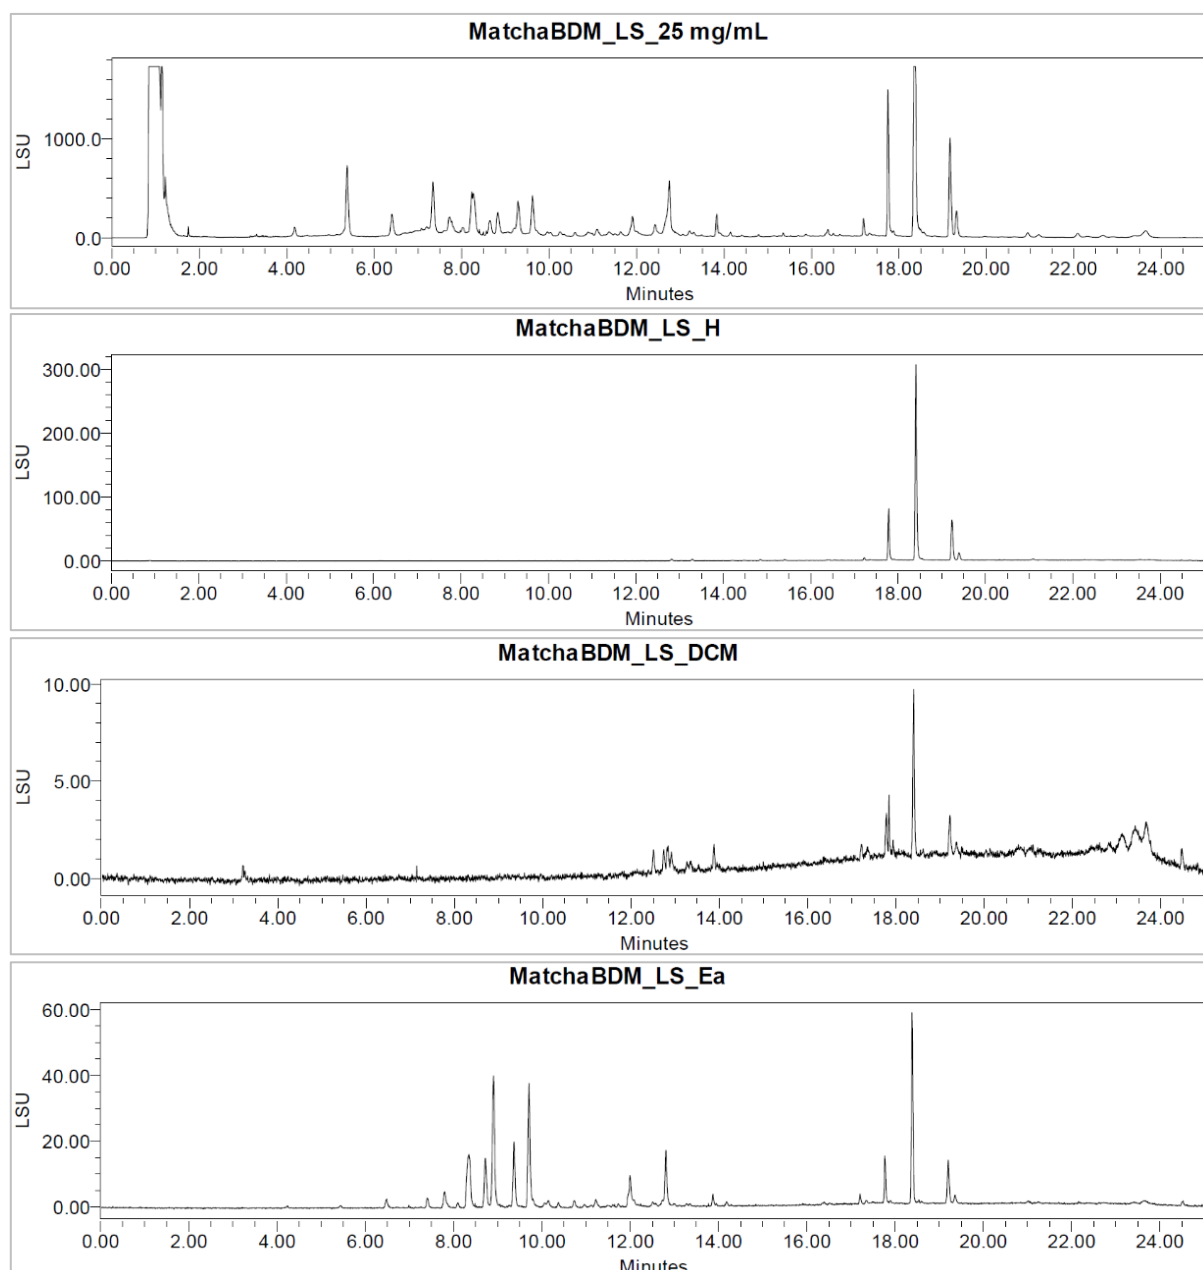 MatchaBDM_LS_25 mg/mL
LSU
1000.0
0.0
0.00 2.00 4.00 6.00 8.00 10.00 12.00 14.00 16.00 18.00 20.00 22.00 24.00
Minutes
MatchaBDM_LS_H
LSU
300.00
200.00
100.00
0.00
0.00 2.00 4.00 6.00 8.00 10.00 12.00 14.00 16.00 18.00 20.00 22.00 24.00
Minutes
MatchaBDM_LS_DCM
LSU
10.00
5.00
0.00
0.00 2.00 4.00 6.00 8.00 10.00 12.00 14.00 16.00 18.00 20.00 22.00 24.00
Minutes
MatchaBDM_LS_Ea
LSU
60.00
40.00
20.00
0.00
0.00 2.00 4.00 6.00 8.00 10.00 12.00 14.00 16.00 18.00 20.00 22.00 24.00
Minutes